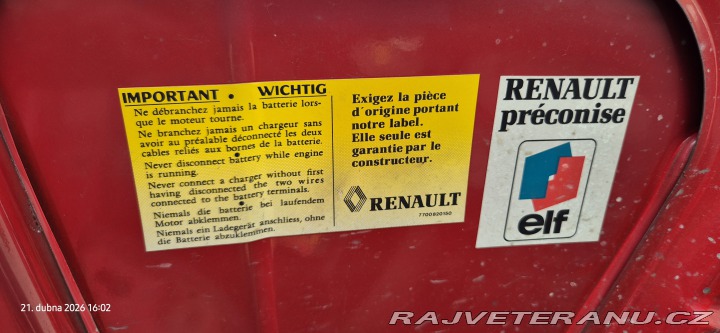 IMPORTANT • WICHTIG
Ne débranchez jamais la batterie lors-
que le moteur tourne.
Ne branchez jamais un chargeur sans
avoir au préalable déconnecté les deux
cables reliés aux bornes de la batterie.
Never disconnect battery while engine
is running.
Never connect a charger without first
having disconnected the two wires
connected to the battery terminals.
Niemals die batterie bei laufendem
Motor abklemmen.
Niemals ein Ladegerät anschliess, ohne
die Batterie abzuklemmen.
Exigez la pièce
d'origine portant
notre label.
Elle seule est
garantie par le
constructeur.
RENAULT
7700820150
RENAULT
préconise
elf
21. dubna 2026 16:02
RAJVETERANU.CZ